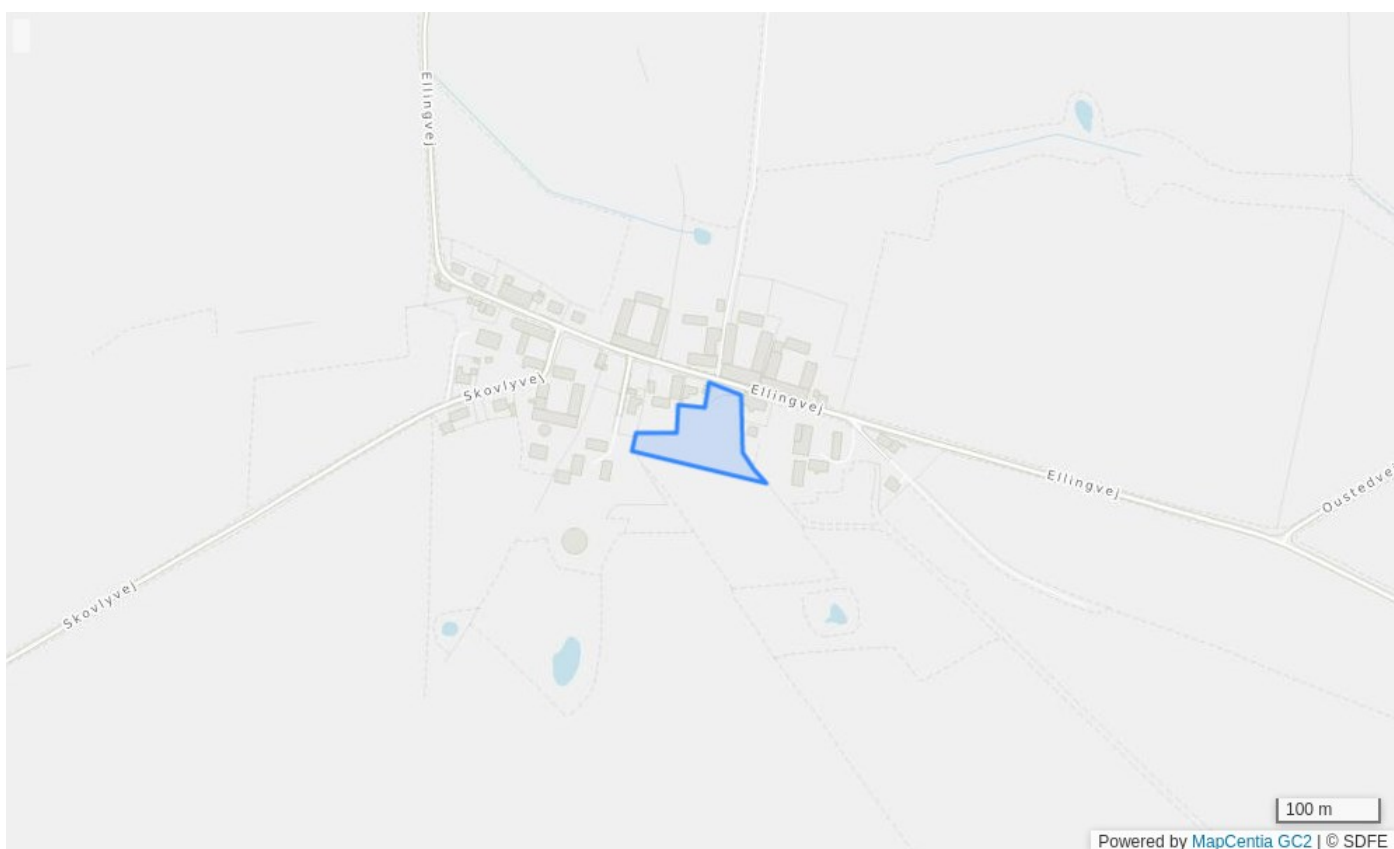 Ellingvej
Skovlyvej
Ellingvej
Ellingvej
Oustedvej
Skovlyvej
100 m
Powered by MapCentia GC2 | © SDFE